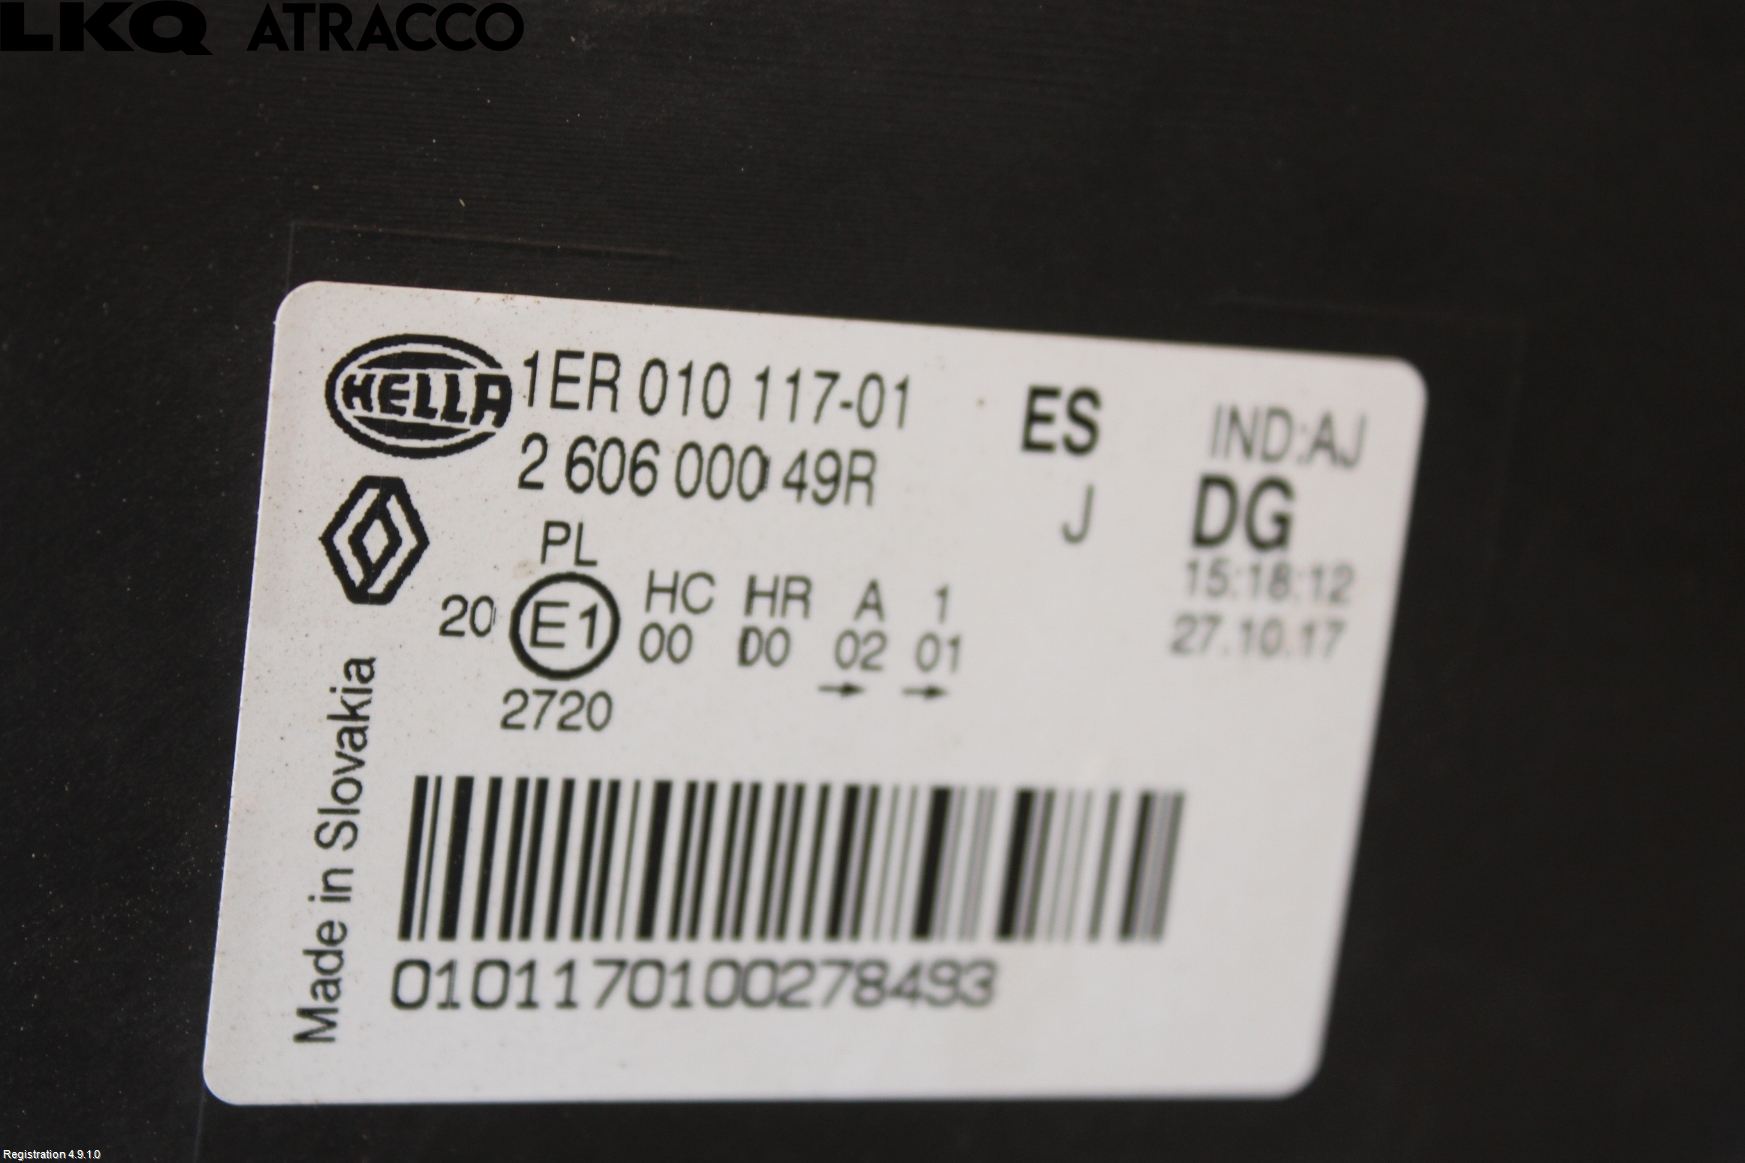 LKQ ATRACCO
HELLA 1ER 010 117-01 ES IND:AJ
2 606 000 49R J DG
PL
15:18:12
20 E1 HC HR A 1
00 D0 02 01
27.10.17
2720
Made in Slovakia
010117010027849​3
Registration 4.9.1.0